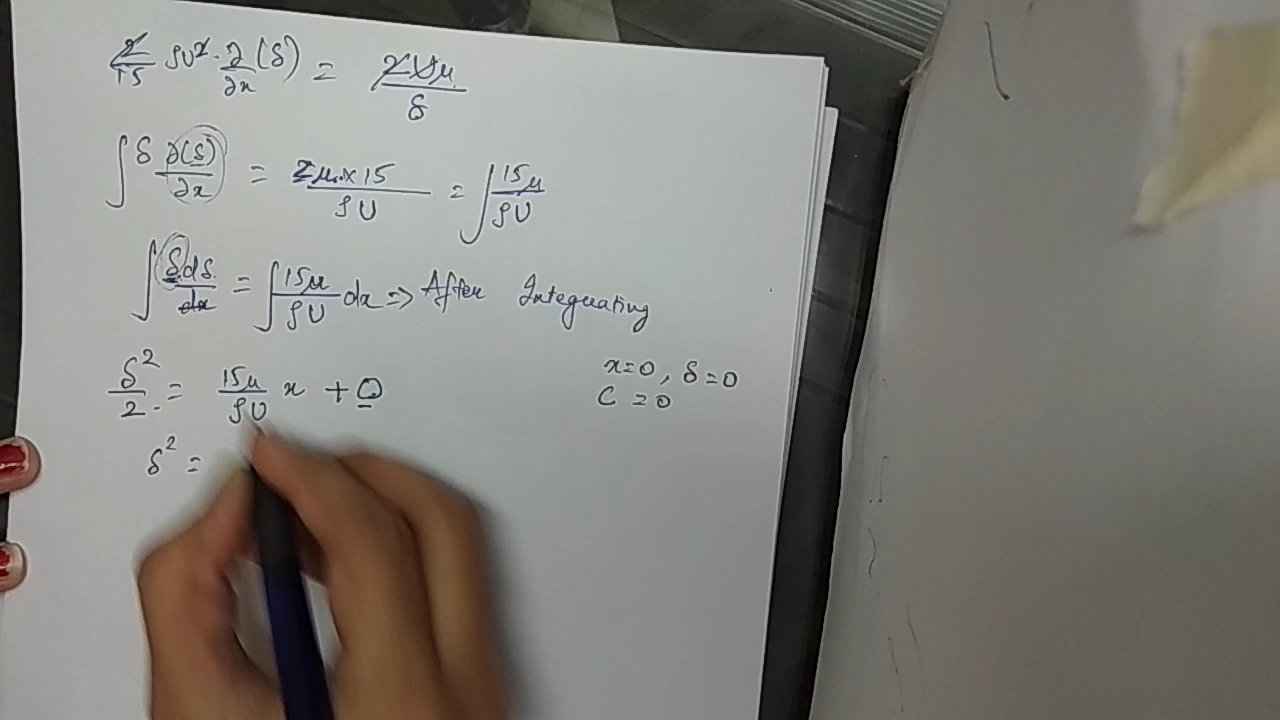 2/15 ρU² · ∂/∂x (δ) = 2Uμ/δ
∫ δ ∂(δ)/∂x = 2μ × 15/ρU = ∫ 15μ/ρU
∫ δdδ/dx = ∫ 15μ/ρU dx => After Integrating
δ²/2 = 15μ/ρU x + 0
x=0, δ=0
C = 0
δ² =